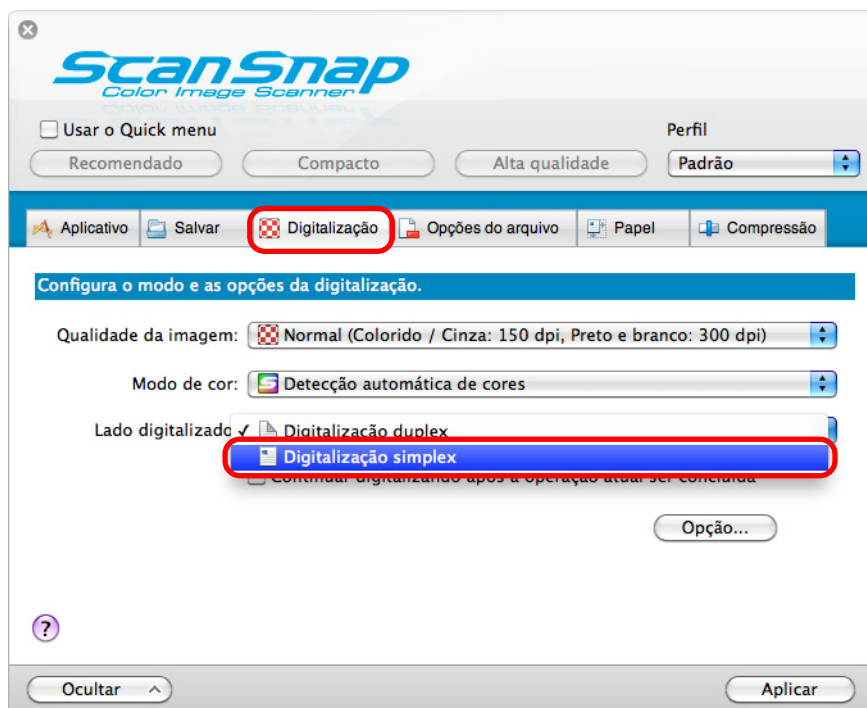 ScanSnap
Color Image Scanner
Usar o Quick menu
Perfil
Recomendado
Compacto
Alta qualidade
Padrão
Aplicativo
Salvar
Digitalização
Opções do arquivo
Papel
Compressão
Configura o modo e as opções da digitalização.
Qualidade da imagem: Normal (Colorido / Cinza: 150 dpi, Preto e branco: 300 dpi)
Modo de cor: Detecção automática de cores
Lado digitalizado ✓ Digitalização duplex
Digitalização simplex
Continuar digitalizando após a operação atual ser concluída
Opção...
?
Ocultar
Aplicar